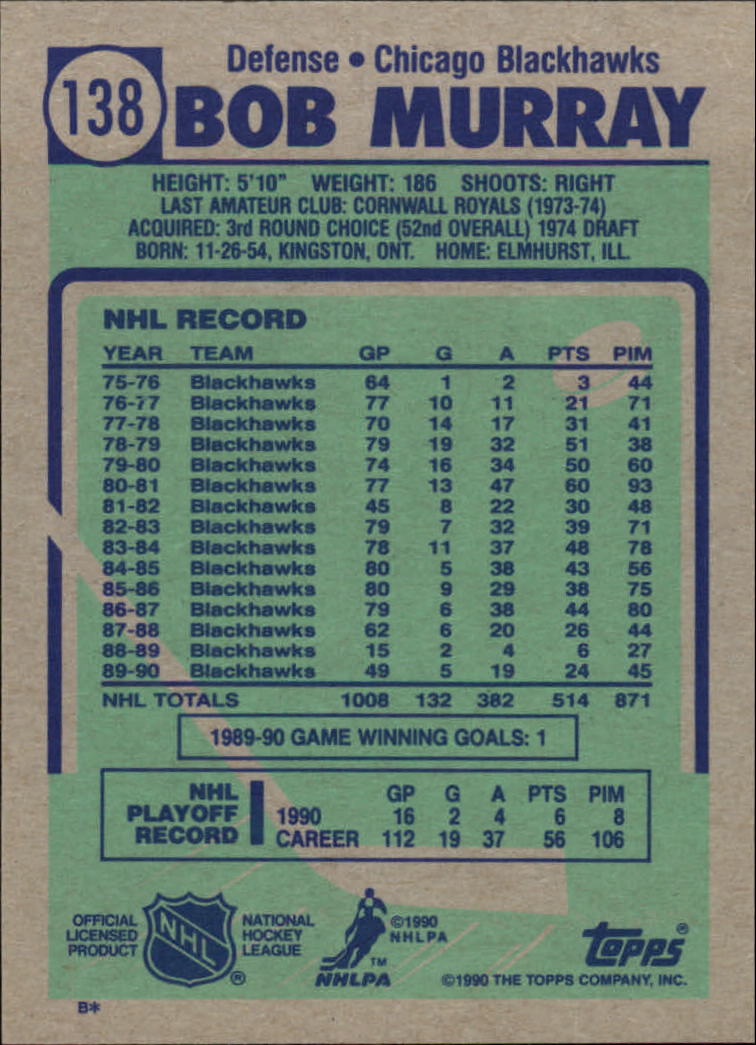 138
Defense • Chicago Blackhawks
BOB MURRAY
HEIGHT: 5'10" WEIGHT: 186 SHOOTS: RIGHT
LAST AMATEUR CLUB: CORNWALL ROYALS (1973-74)
ACQUIRED: 3rd ROUND CHOICE (52nd OVERALL) 1974 DRAFT
BORN: 11-26-54, KINGSTON, ONT. HOME: ELMHURST, ILL.
NHL RECORD
YEAR TEAM GP G A PTS PIM
75-76 Blackhawks 64 1 2 3 44
76-77 Blackhawks 77 10 11 21 71
77-78 Blackhawks 70 14 17 31 41
78-79 Blackhawks 79 19 32 51 38
79-80 Blackhawks 74 16 34 50 60
80-81 Blackhawks 77 13 47 60 93
81-82 Blackhawks 45 8 22 30 48
82-83 Blackhawks 79 7 32 39 71
83-84 Blackhawks 78 11 37 48 78
84-85 Blackhawks 80 5 38 43 56
85-86 Blackhawks 80 9 29 38 75
86-87 Blackhawks 79 6 38 44 80
87-88 Blackhawks 62 6 20 26 44
88-89 Blackhawks 15 2 4 6 27
89-90 Blackhawks 49 5 19 24 45
NHL TOTALS 1008 132 382 514 871
1989-90 GAME WINNING GOALS: 1
NHL PLAYOFF RECORD
GP G A PTS PIM
1990 16 2 4 6 8
CAREER 112 19 37 56 106
OFFICIAL
LICENSED
PRODUCT
NHL
®
NATIONAL
HOCKEY
LEAGUE
©1990
NHLPA
TM
NHLPA
topps®
©1990 THE TOPPS COMPANY, INC.
B*